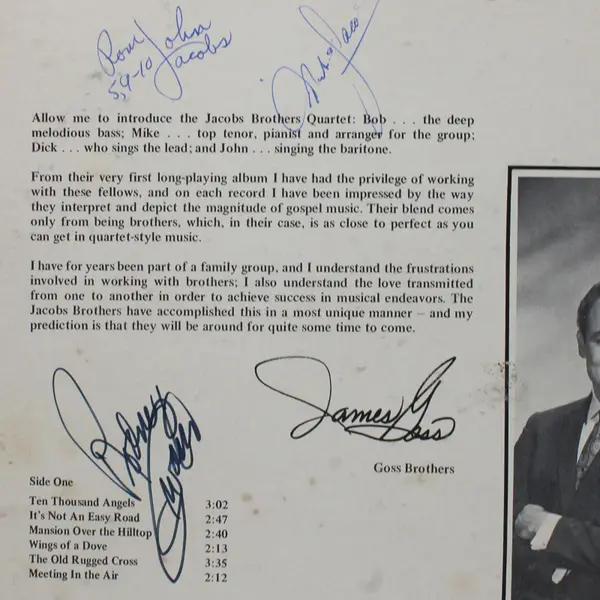 Rom John
5,9-10 Jacobs
Allow me to introduce the Jacobs Brothers Quartet: Bob . . . the deep
melodious bass; Mike . . . top tenor, pianist and arranger for the group;
Dick . . . who sings the lead; and John . . . singing the baritone.
From their very first long-playing album I have had the privilege of working
with these fellows, and on each record I have been impressed by the way
they interpret and depict the magnitude of gospel music. Their blend comes
only from being brothers, which, in their case, is as close to perfect as you
can get in quartet-style music.
I have for years been part of a family group, and I understand the frustrations
involved in working with brothers; I also understand the love transmitted
from one to another in order to achieve success in musical endeavors. The
Jacobs Brothers have accomplished this in a most unique manner – and my
prediction is that they will be around for quite some time to come.
James Goss
Goss Brothers
Side One
Ten Thousand Angels 3:02
It's Not An Easy Road 2:47
Mansion Over the Hilltop 2:40
Wings of a Dove 2:13
The Old Rugged Cross 3:35
Meeting In the Air 2:12